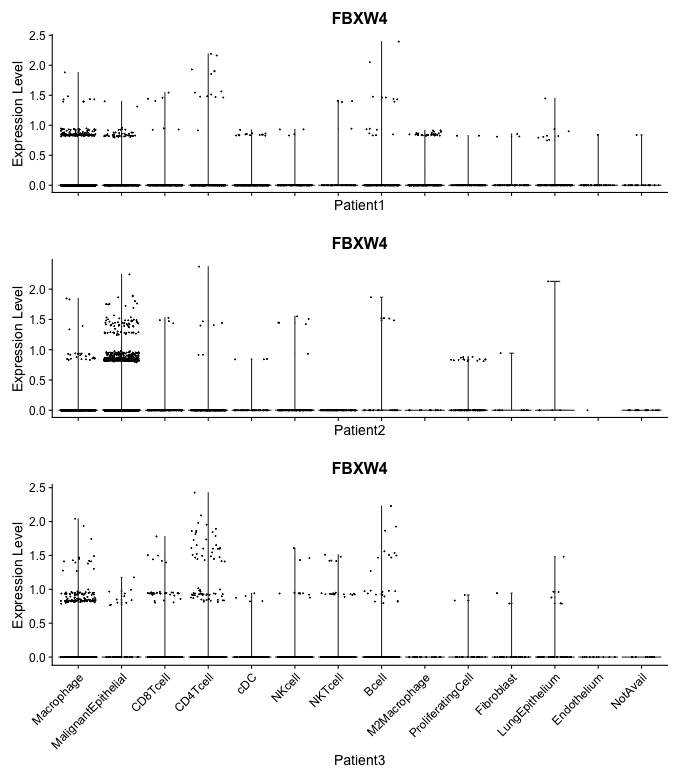 FBXW4
Expression Level
2.5
2.0
1.5
1.0
0.5
0.0
Patient1
FBXW4
Expression Level
2.0
1.5
1.0
0.5
0.0
Patient2
FBXW4
Expression Level
2.5
2.0
1.5
1.0
0.5
0.0
Macrophage
MalignantEpithelial
CD8Tcell
CD4Tcell
cDC
NKcell
NKTcell
Bcell
M2Macrophage
ProliferatingCell
Fibroblast
LungEpithelium
Endothelium
NotAvail
Patient3